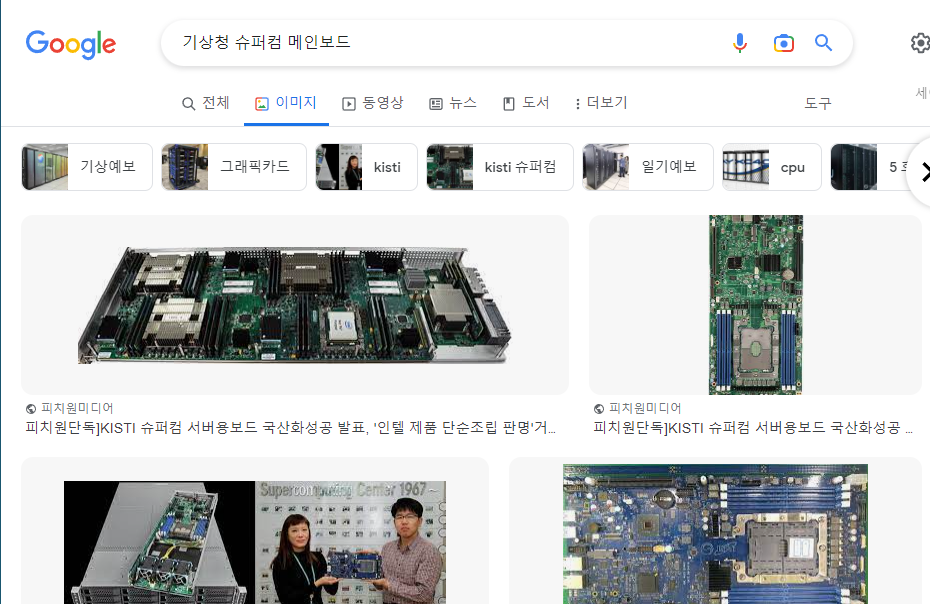 Google
기상청 슈퍼컴 메인보드
전체
이미지
동영상
뉴스
도서
더보기
도구
기상예보
그래픽카드
kisti
kisti 슈퍼컴
일기예보
cpu
5
피치원미디어
피치원단독]KISTI 슈퍼컴 서버용보드 국산화성공 발표, '인텔 제품 단순조립 판명'거...
피치원미디어
피치원단독]KISTI 슈퍼컴 서버용보드 국산화성공 ...
Supercomputing Center 1967~